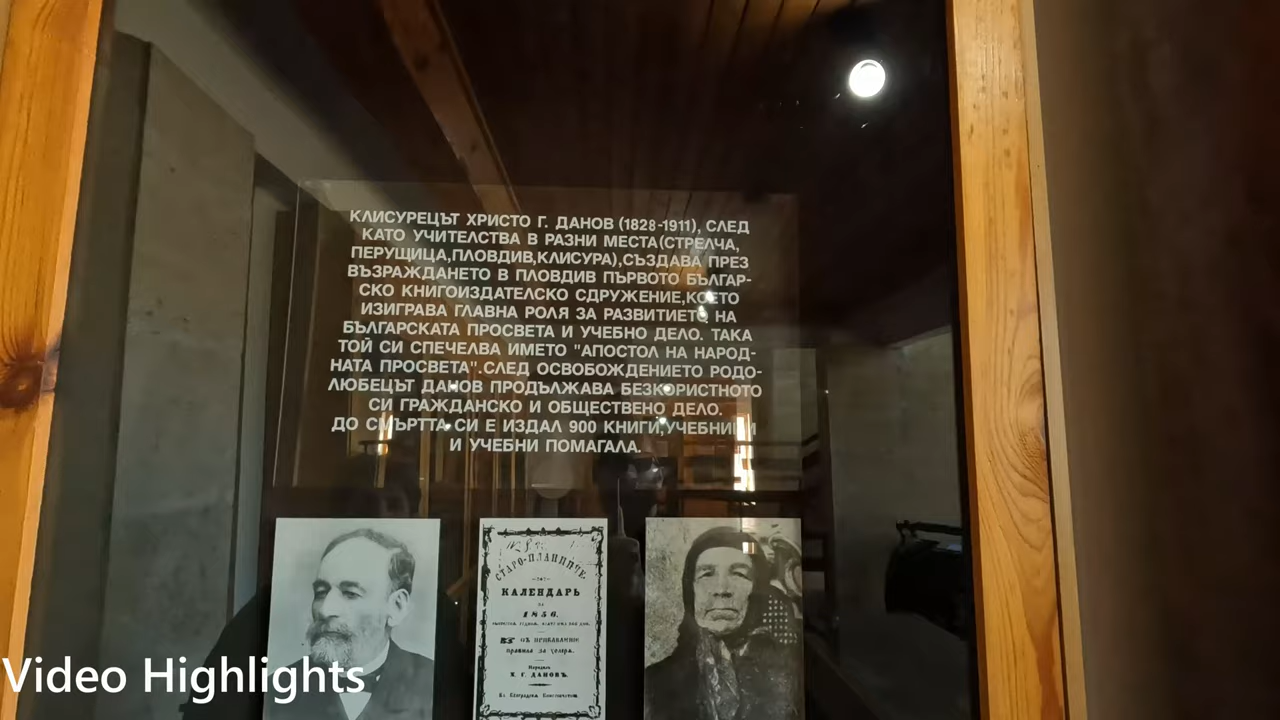 КЛИСУРЕЦЪТ ХРИСТО Г. ДАНОВ (1828-1911), СЛЕД
КАТО УЧИТЕЛСТВА В РАЗНИ МЕСТА(СТРЕЛЧА,
ПЕРУЩИЦА,ПЛОВДИВ,КЛИСУРА),СЪЗДАВА ПРЕЗ
ВЪЗРАЖДАНЕТО В ПЛОВДИВ ПЪРВОТО БЪЛГАР-
СКО КНИГОИЗДАТЕЛСКО СДРУЖЕНИЕ,КОЕТО
ИЗИГРАВА ГЛАВНА РОЛЯ ЗА РАЗВИТИЕТО НА
БЪЛГАРСКАТА ПРОСВЕТА И УЧЕБНО ДЕЛО. ТАКА
ТОЙ СИ СПЕЧЕЛВА ИМЕТО "АПОСТОЛ НА НАРОД-
НАТА ПРОСВЕТА".СЛЕД ОСВОБОЖДЕНИЕТО РОДО-
ЛЮБЕЦЪТ ДАНОВ ПРОДЪЛЖАВА БЕЗКОРИСТНОТО
СИ ГРАЖДАНСКО И ОБЩЕСТВЕНО ДЕЛО.
ДО СМЪРТТА СИ Е ИЗДАЛ 900 КНИГИ,УЧЕБНИЦИ
И УЧЕБНИ ПОМАГАЛА.
КАЛЕНДАРЬ
1856.
правила за холера.
Х. Г. ДАНОВЪ.
Video Highlights